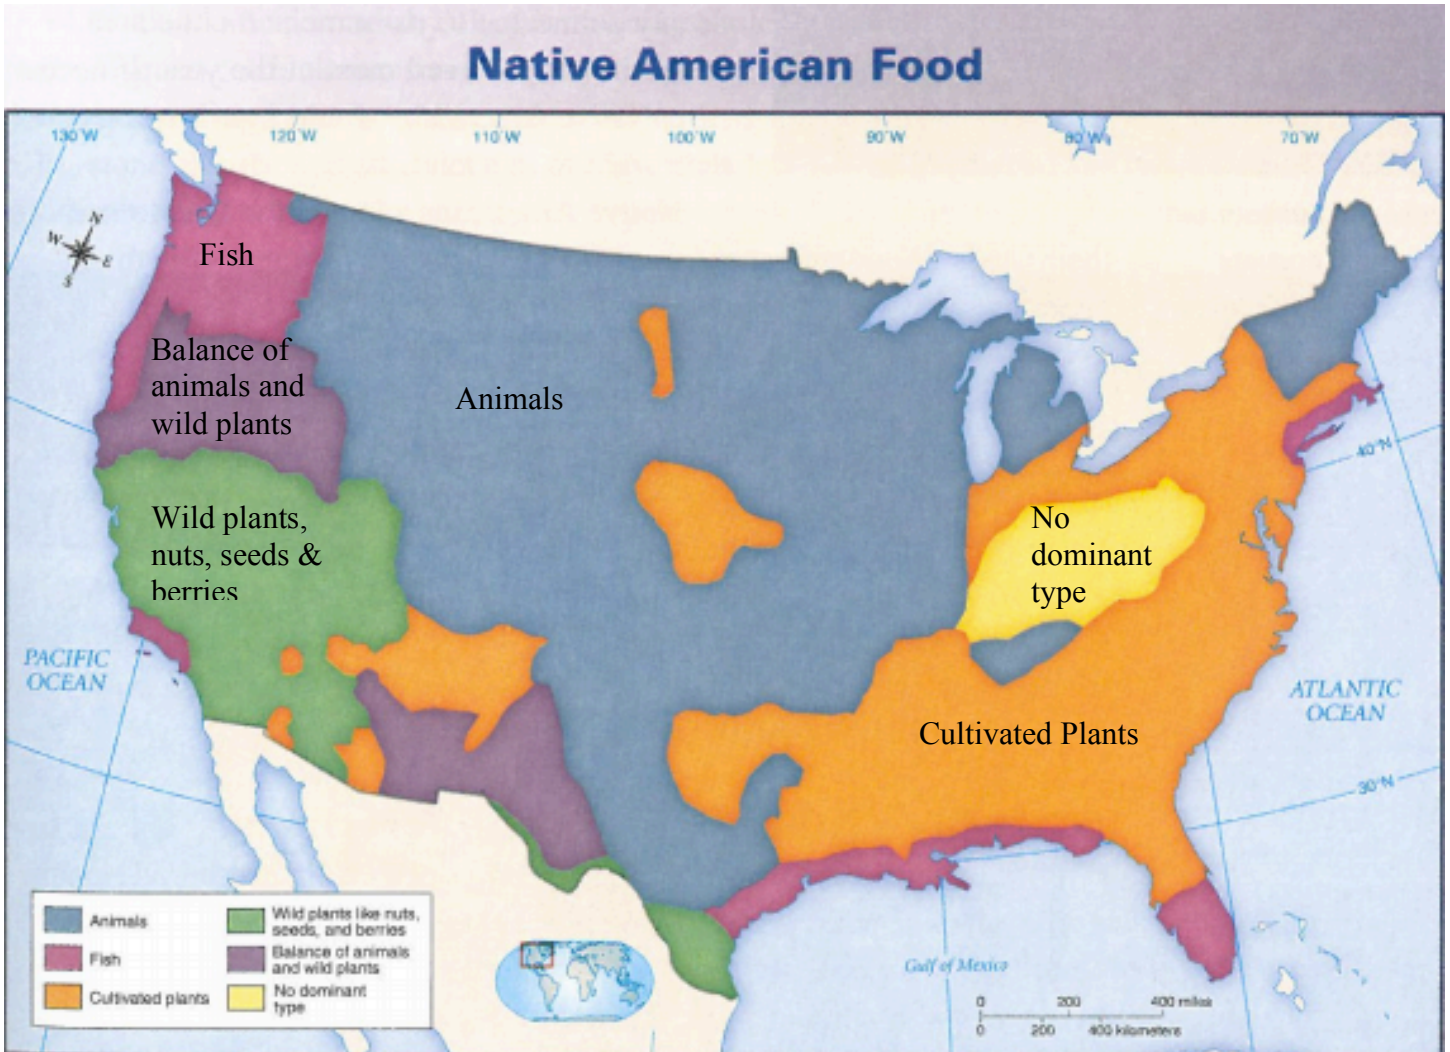 Native American Food
130°W
120°W
110°W
100°W
90°W
80°W
70°W
N
W
E
S
Fish
Balance of
animals and
wild plants
Animals
Wild plants,
nuts, seeds &
berries
No
dominant
type
40°N
PACIFIC
OCEAN
ATLANTIC
OCEAN
Cultivated Plants
30°N
Animals
Fish
Cultivated plants
Wild plants like nuts,
seeds, and berries
Balance of animals
and wild plants
No dominant
type
Gulf of Mexico
0 200 400 miles
0 200 400 kilometers